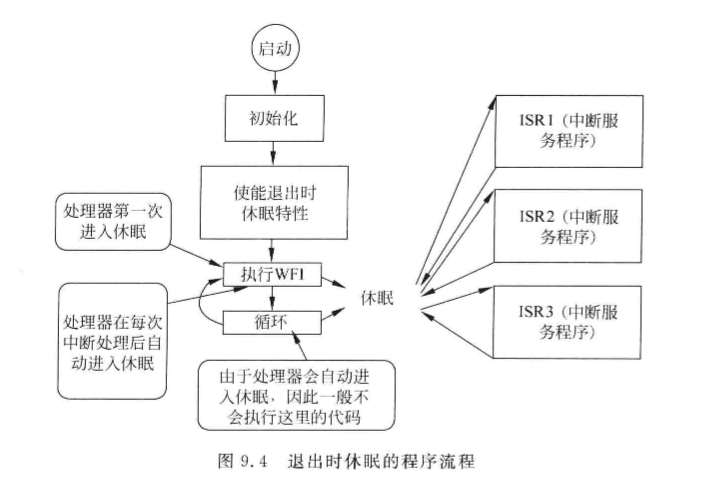 启动
初始化
使能退出时
休眠特性
处理器第一次
进入休眠
执行WFI
循环
处理器在每次
中断处理后自
动进入休眠
由于处理器会自动进
入休眠，因此一般不
会执行这里的代码
休眠
ISR1（中断服
务程序）
ISR2（中断服
务程序）
ISR3（中断服
务程序）
图 9.4 退出时休眠的程序流程